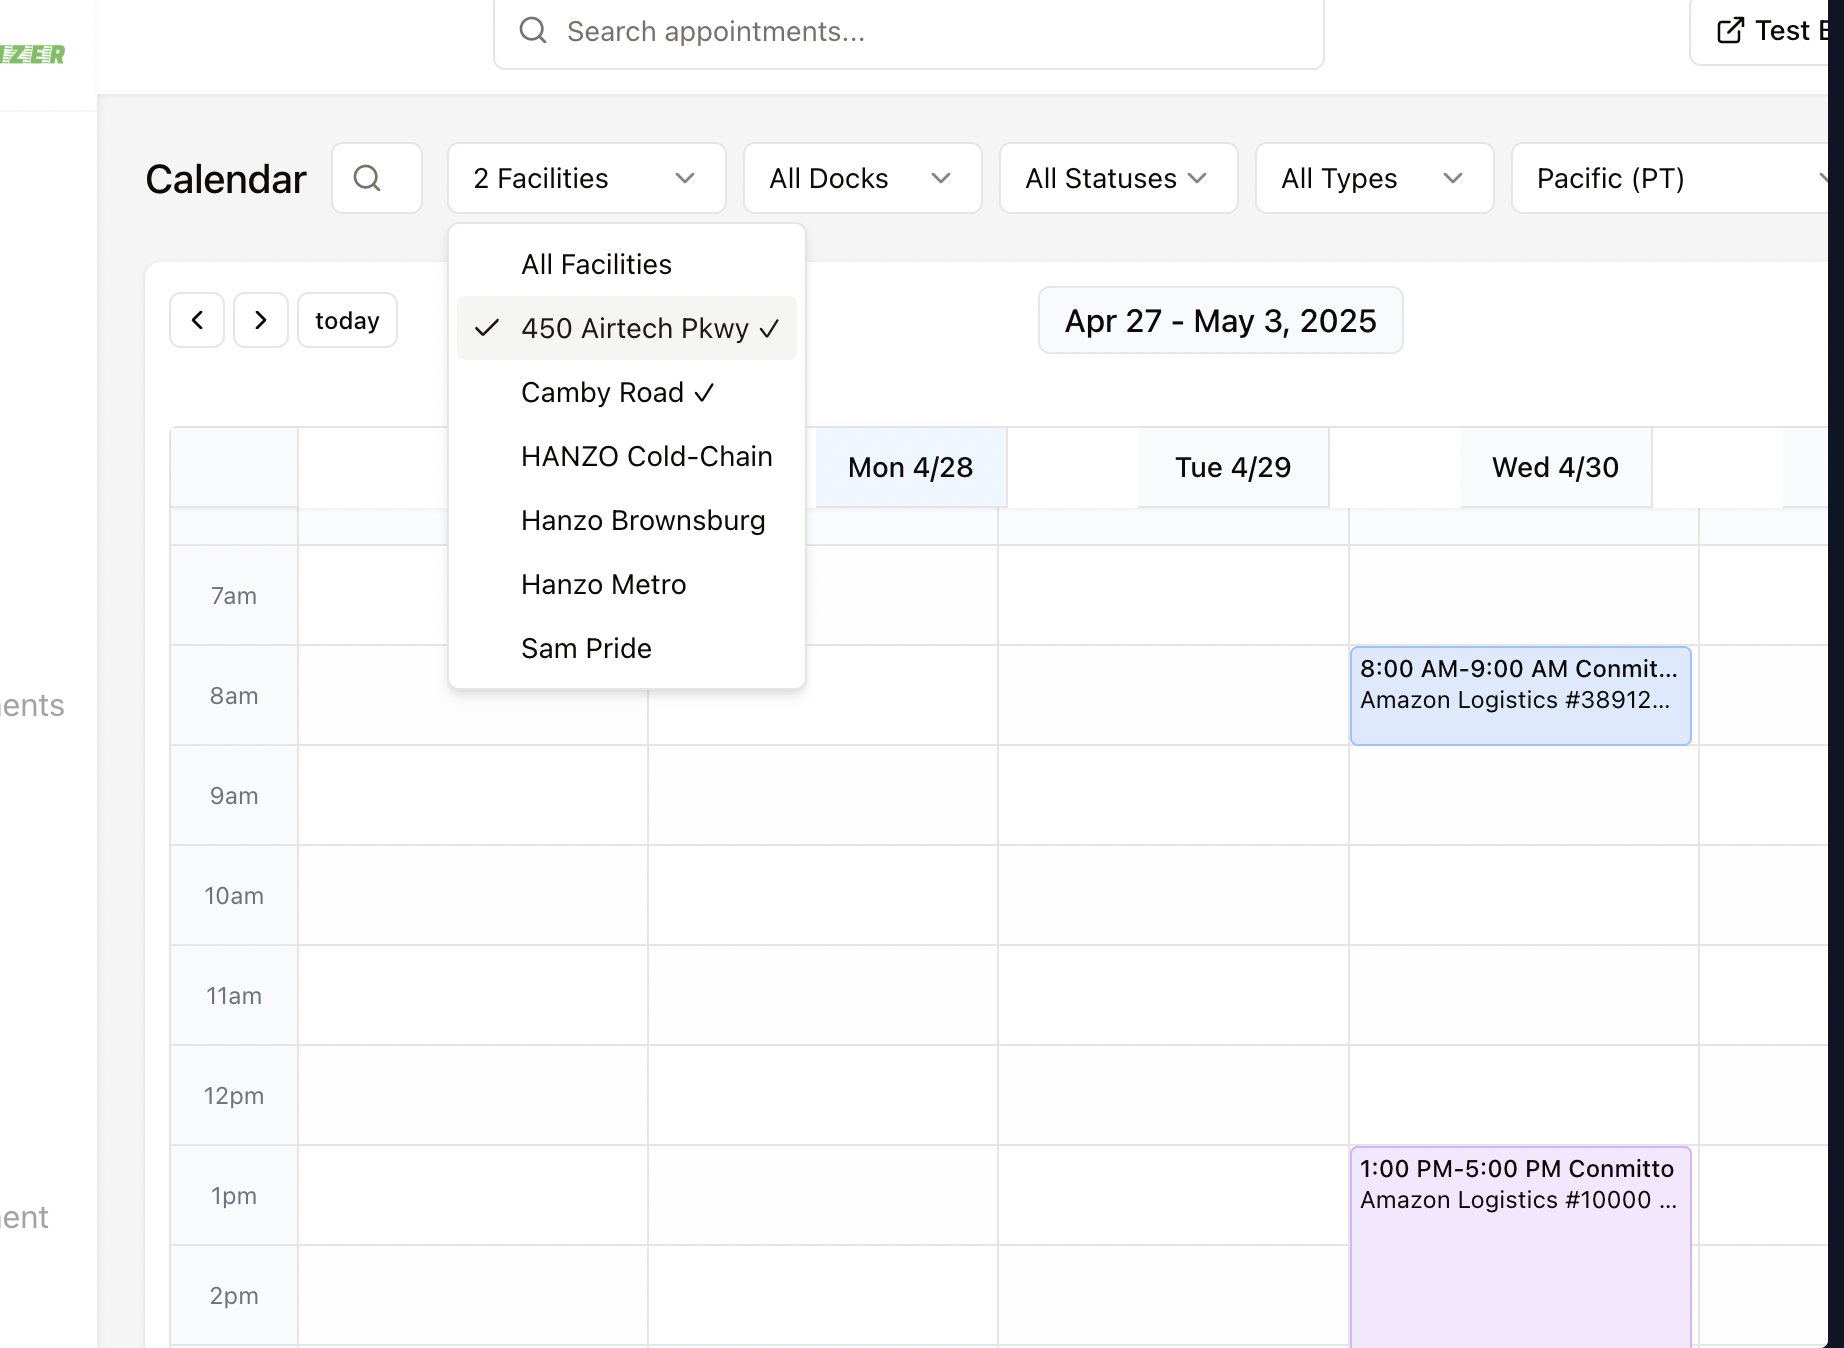 IZER
Search appointments...
Test
Calendar
2 Facilities
All Docks
All Statuses
All Types
Pacific (PT)
All Facilities
450 Airtech Pkwy ✓
Camby Road ✓
HANZO Cold-Chain
Hanzo Brownsburg
Hanzo Metro
Sam Pride
today
Apr 27 - May 3, 2025
Mon 4/28
Tue 4/29
Wed 4/30
7am
8am
9am
10am
11am
12pm
1pm
2pm
8:00 AM-9:00 AM Conmit...
Amazon Logistics #38912...
1:00 PM-5:00 PM Conmitto
Amazon Logistics #10000 ...
ents
ent